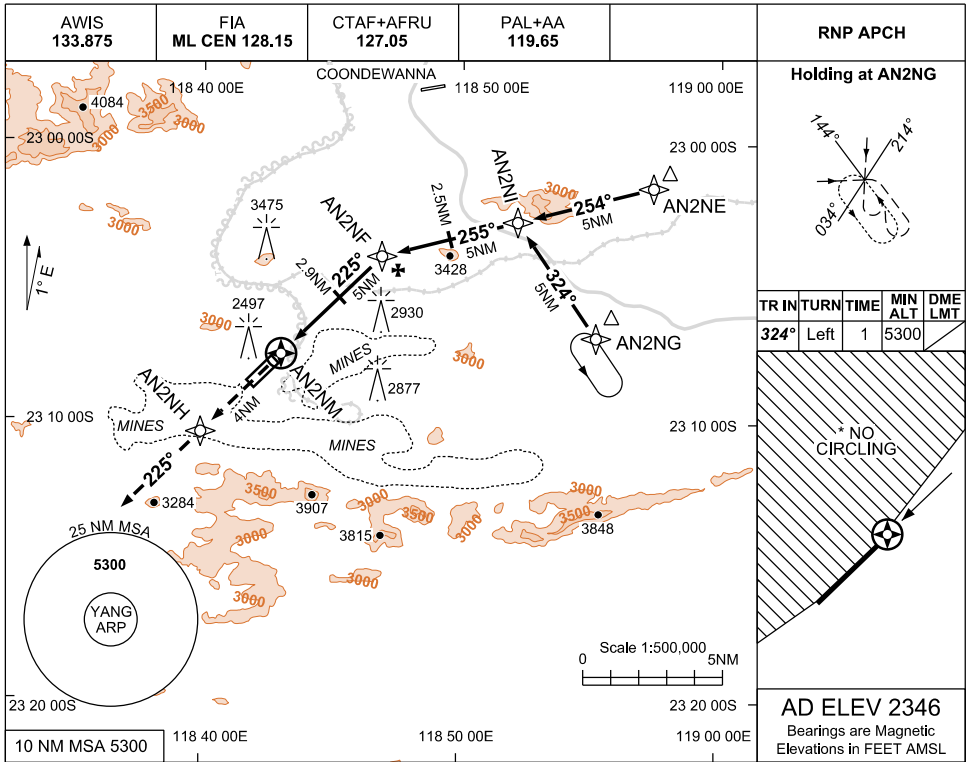 AWIS
133.875
FIA
ML CEN 128.15
CTAF+AFRU
127.05
PAL+AA
119.65
RNP APCH
118 40 00E
COONDEWANNA
118 50 00E
119 00 00E
4084
3500
3000
23 00 00S
23 00 00S
3000
3475
AN2NF
2.5NM
AN2NI
3000
254°
5NM
AN2NE
255°
5NM
3428
225°
2.9NM
5NM
324°
5NM
1° E
2497
3000
2930
MINES
3000
AN2NG
2877
AN2NM
AN2NH
4NM
23 10 00S
23 10 00S
MINES
MINES
225°
3284
3500
3907
3000
3500
3815
3000
3000
3500
3848
3000
3000
3000
25 NM MSA
5300
YANG
ARP
Scale 1:500,000
0
5NM
23 20 00S
23 20 00S
10 NM MSA 5300
118 40 00E
118 50 00E
119 00 00E
Holding at AN2NG
144°
214°
034°
TR IN
TURN
TIME
MIN
ALT
DME
LMT
324°
Left
1
5300
* NO
CIRCLING
AD ELEV 2346
Bearings are Magnetic
Elevations in FEET AMSL